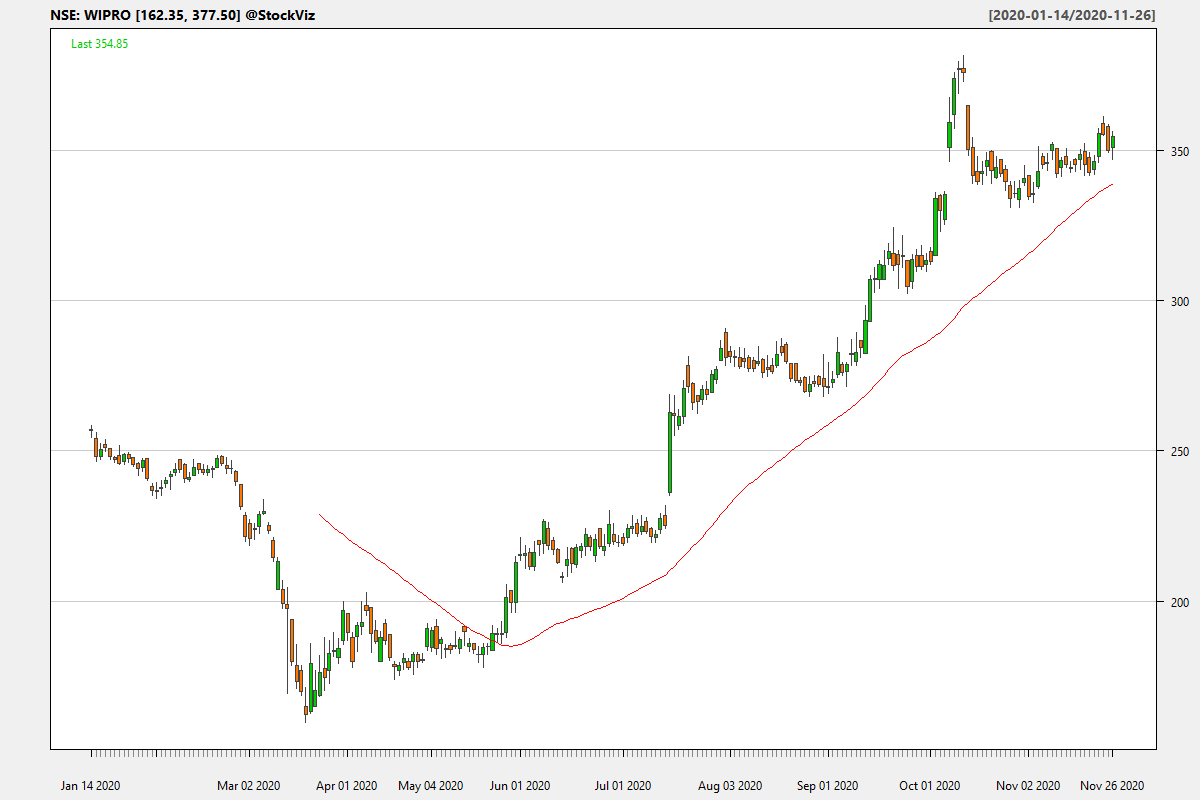 NSE: WIPRO [162.35, 377.50] @StockViz
[2020-01-14/2020-11-26]
Last 354.85
350
300
250
200
Jan 14 2020
Mar 02 2020
Apr 01 2020
May 04 2020
Jun 01 2020
Jul 01 2020
Aug 03 2020
Sep 01 2020
Oct 01 2020
Nov 02 2020
Nov 26 2020